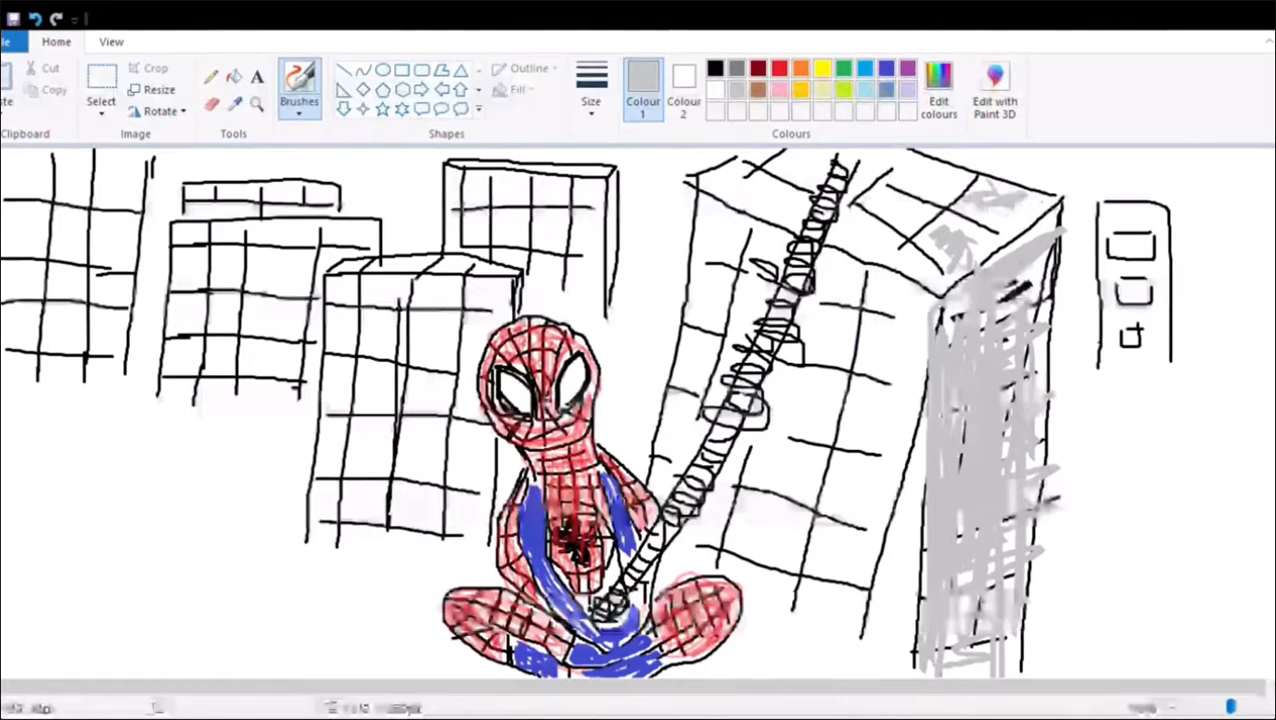 Home View
Cut
Copy
Clipboard
Select
Crop
Resize
Rotate
Image
A
Tools
Brushes
Shapes
Outline
Fill
Size
Colour
1
Colour
2
Edit
colours
Edit with
Paint 3D
Colours